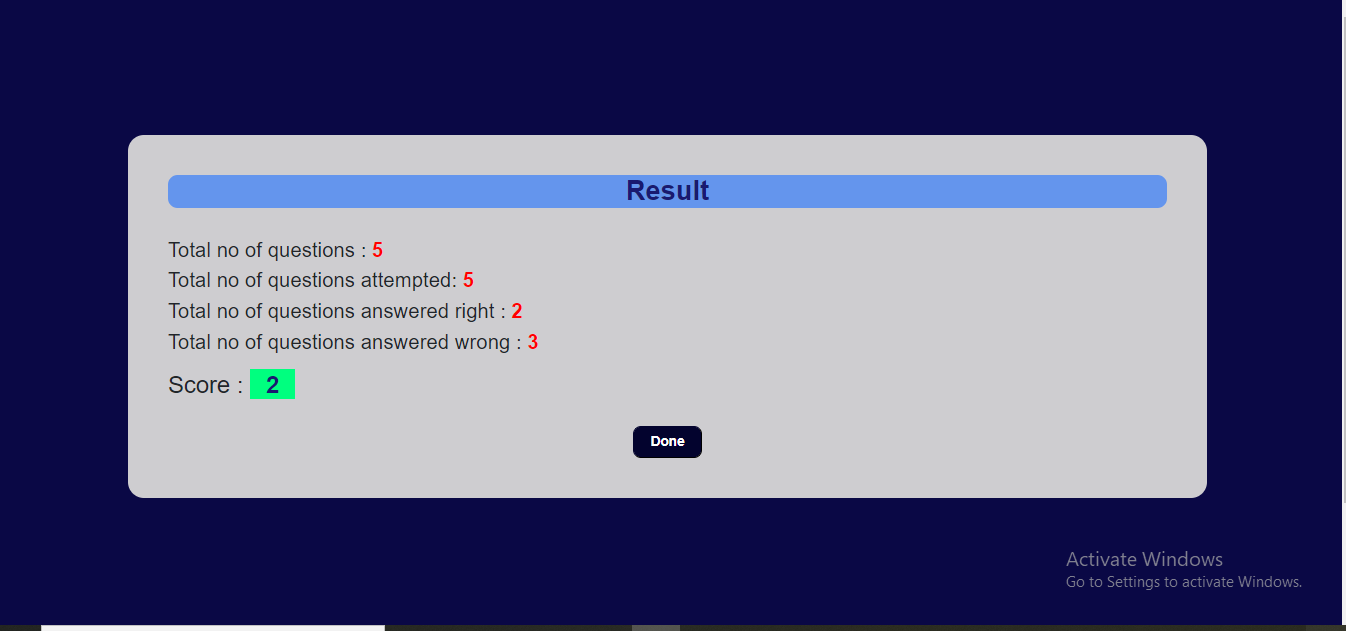 Result
Total no of questions : 5
Total no of questions attempted: 5
Total no of questions answered right : 2
Total no of questions answered wrong : 3
Score : 2
Done
Activate Windows
Go to Settings to activate Windows.